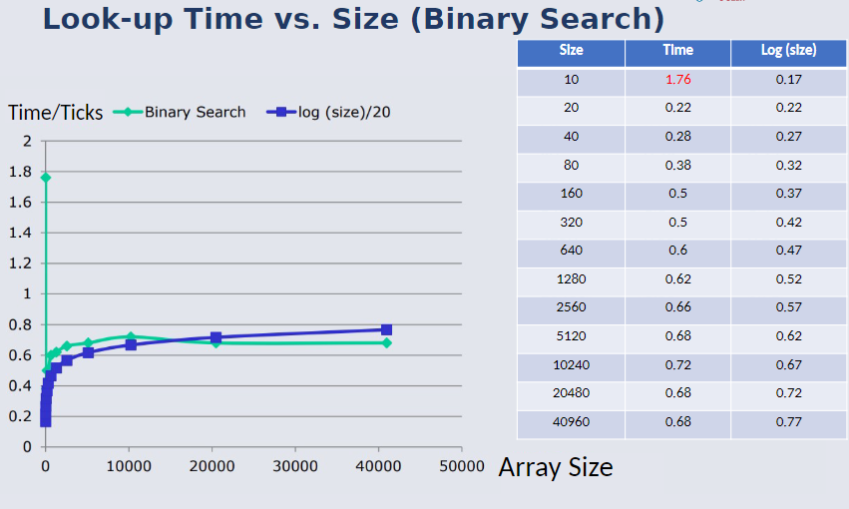 Look-up Time vs. Size (Binary Search)
Size Time Log (size)
10 1.76 0.17
20 0.22 0.22
40 0.28 0.27
80 0.38 0.32
160 0.5 0.37
320 0.5 0.42
640 0.6 0.47
1280 0.62 0.52
2560 0.66 0.57
5120 0.68 0.62
10240 0.72 0.67
20480 0.68 0.72
40960 0.68 0.77
Time/Ticks Binary Search log (size)/20
2
1.8
1.6
1.4
1.2
1
0.8
0.6
0.4
0.2
0
0 10000 20000 30000 40000 50000 Array Size